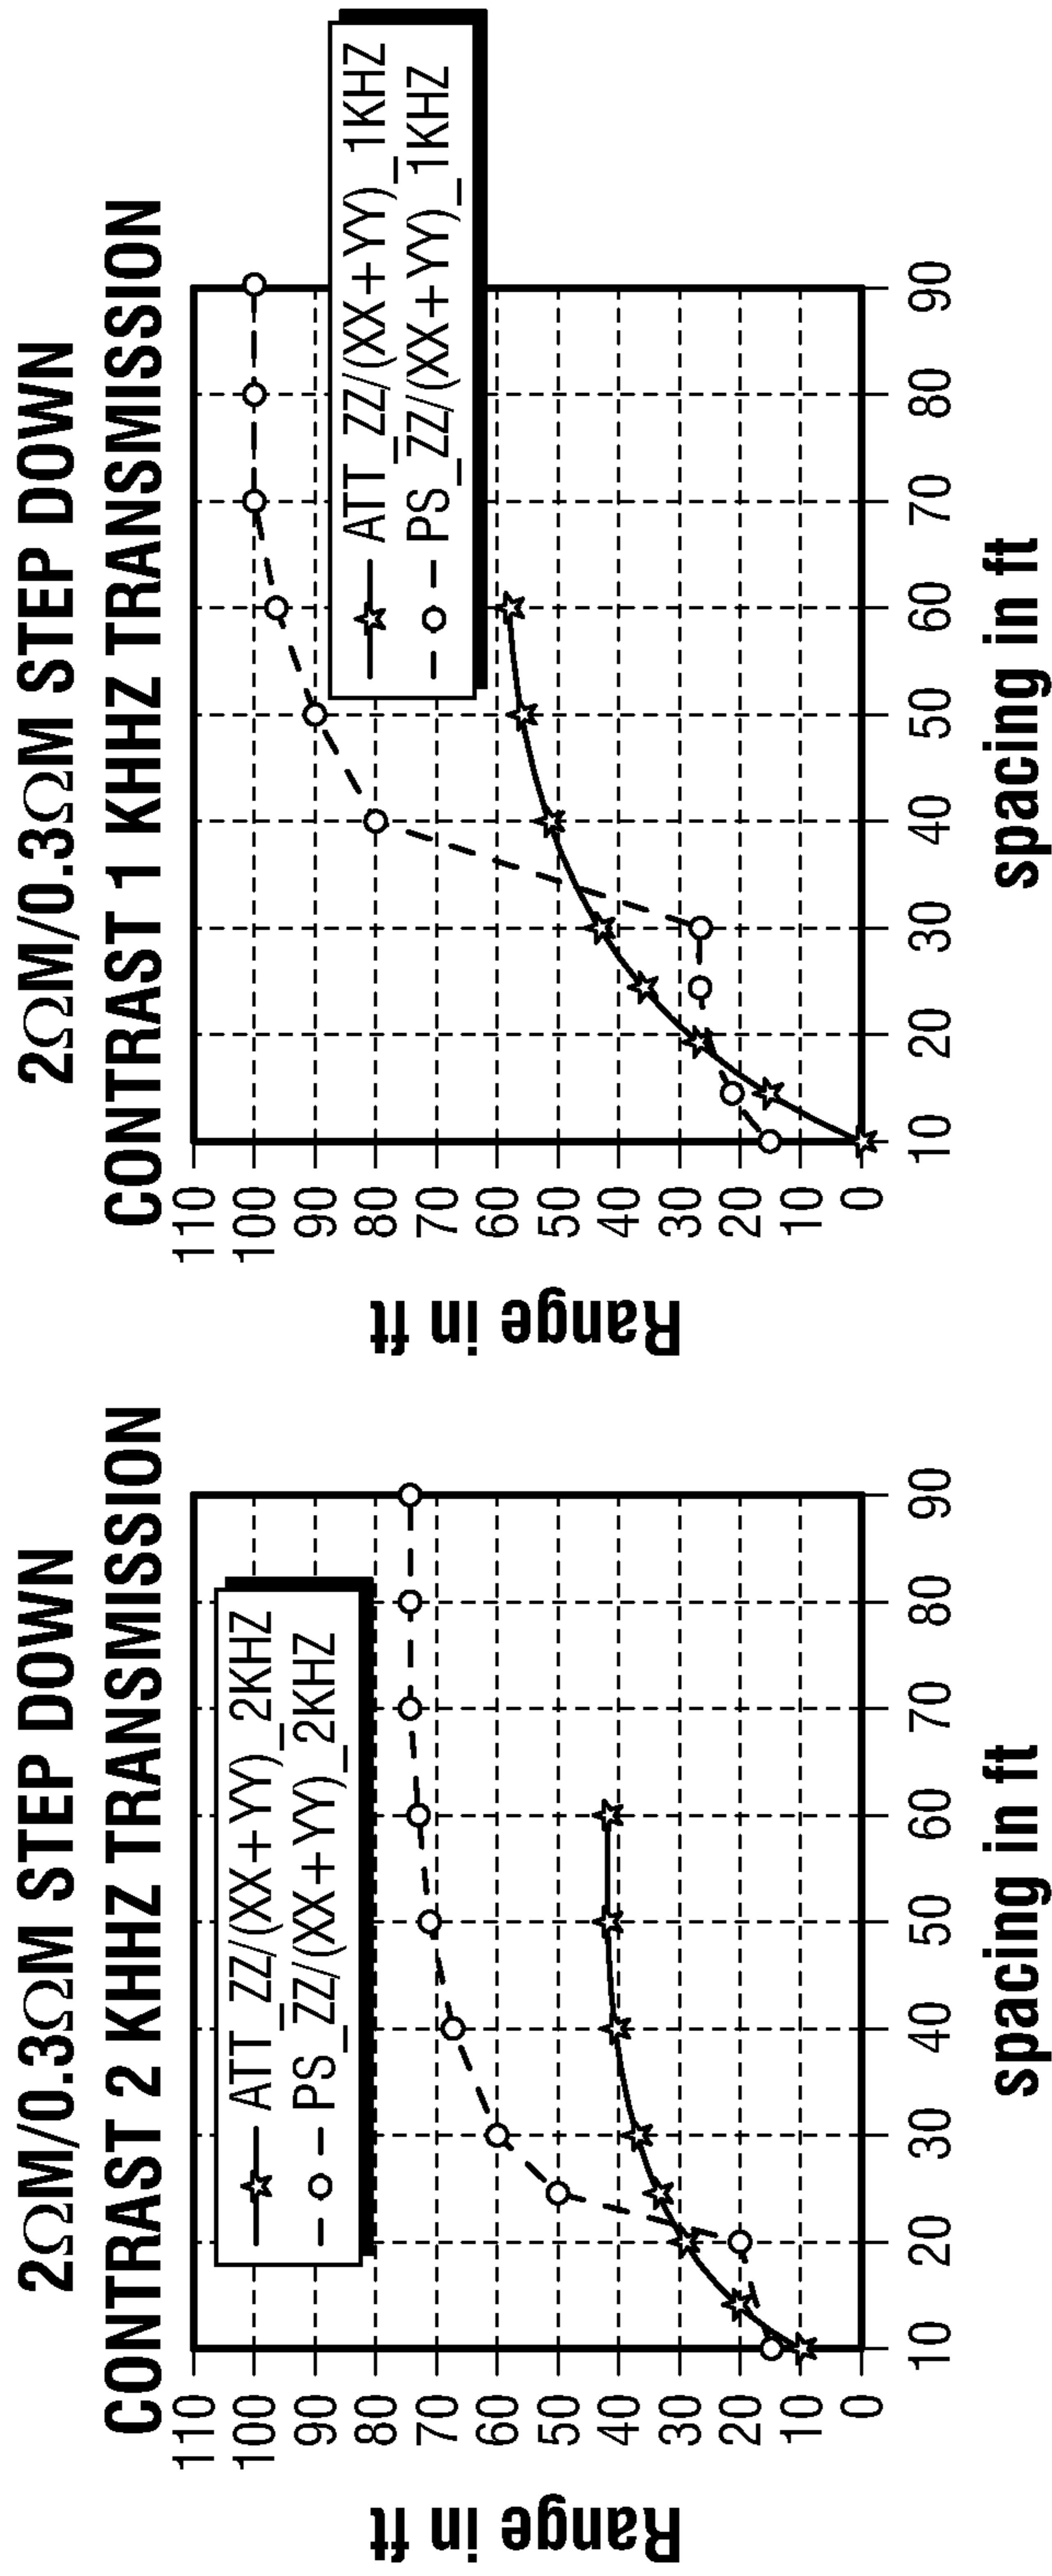 2ΩM/0.3ΩM STEP DOWN
CONTRAST 2 KHHZ TRANSMISSION
ATT_ZZ/(XX+YY)_2KHZ
PS_ZZ/(XX+YY)_2KHZ
Range in ft
110
100
90
80
70
60
50
40
30
20
10
0
10 20 30 40 50 60 70 80 90
spacing in ft
2ΩM/0.3ΩM STEP DOWN
CONTRAST 1 KHHZ TRANSMISSION
ATT_ZZ/(XX+YY)_1KHZ
PS_ZZ/(XX+YY)_1KHZ
Range in ft
110
100
90
80
70
60
50
40
30
20
10
0
10 20 30 40 50 60 70 80 90
spacing in ft